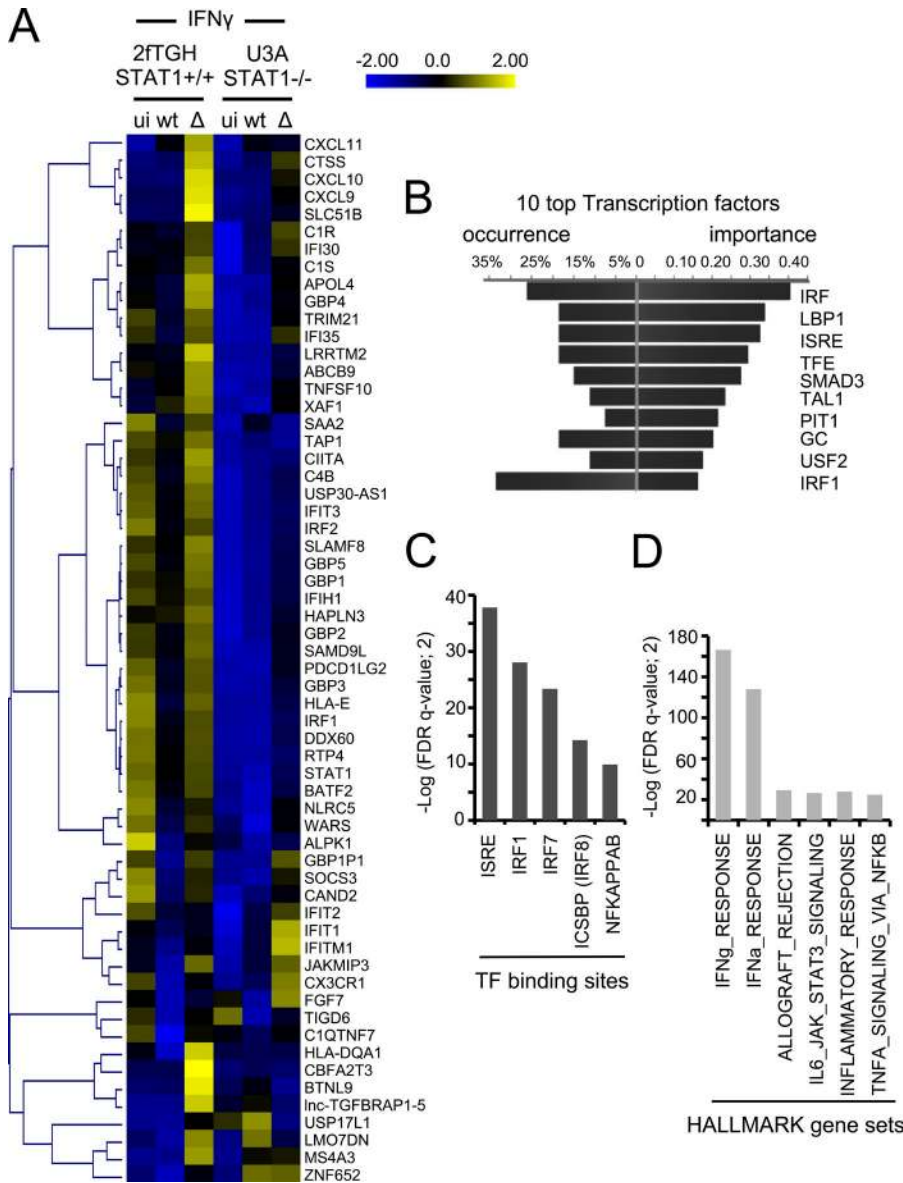 A
IFNγ
2fTGH
STAT1+/+
U3A
STAT1-/-
-2.00 0.0 2.00
ui wt Δ ui wt Δ
CXCL11
CTSS
CXCL10
CXCL9
SLC51B
C1R
IFI30
C1S
APOL4
GBP4
TRIM21
IFI35
LRRTM2
ABCB9
TNFSF10
XAF1
SAA2
TAP1
CIITA
C4B
USP30-AS1
IFIT3
IRF2
SLAMF8
GBP5
GBP1
IFIH1
HAPLN3
GBP2
SAMD9L
PDCD1LG2
GBP3
HLA-E
IRF1
DDX60
RTP4
STAT1
BATF2
NLRC5
WARS
ALPK1
GBP1P1
SOCS3
CAND2
IFIT2
IFIT1
IFITM1
JAKMIP3
CX3CR1
FGF7
TIGD6
C1QTNF7
HLA-DQA1
CBFA2T3
BTNL9
lnc-TGFBRAP1-5
USP17L1
LMO7DN
MS4A3
ZNF652
B
10 top Transcription factors
occurrence importance
35% 25% 15% 5% 0 0.10 0.20 0.30 0.40
IRF
LBP1
ISRE
TFE
SMAD3
TAL1
PIT1
GC
USF2
IRF1
C
-Log (FDR q-value; 2)
40
30
20
10
0
ISRE
IRF1
IRF7
ICSBP (IRF8)
NFKAPPAB
TF binding sites
D
-Log (FDR q-value; 2)
180
140
100
60
20
IFNg_RESPONSE
IFNa_RESPONSE
ALLOGRAFT_REJECTION
IL6_JAK_STAT3_SIGNALING
INFLAMMATORY_RESPONSE
TNFA_SIGNALING_VIA_NFKB
HALLMARK gene sets